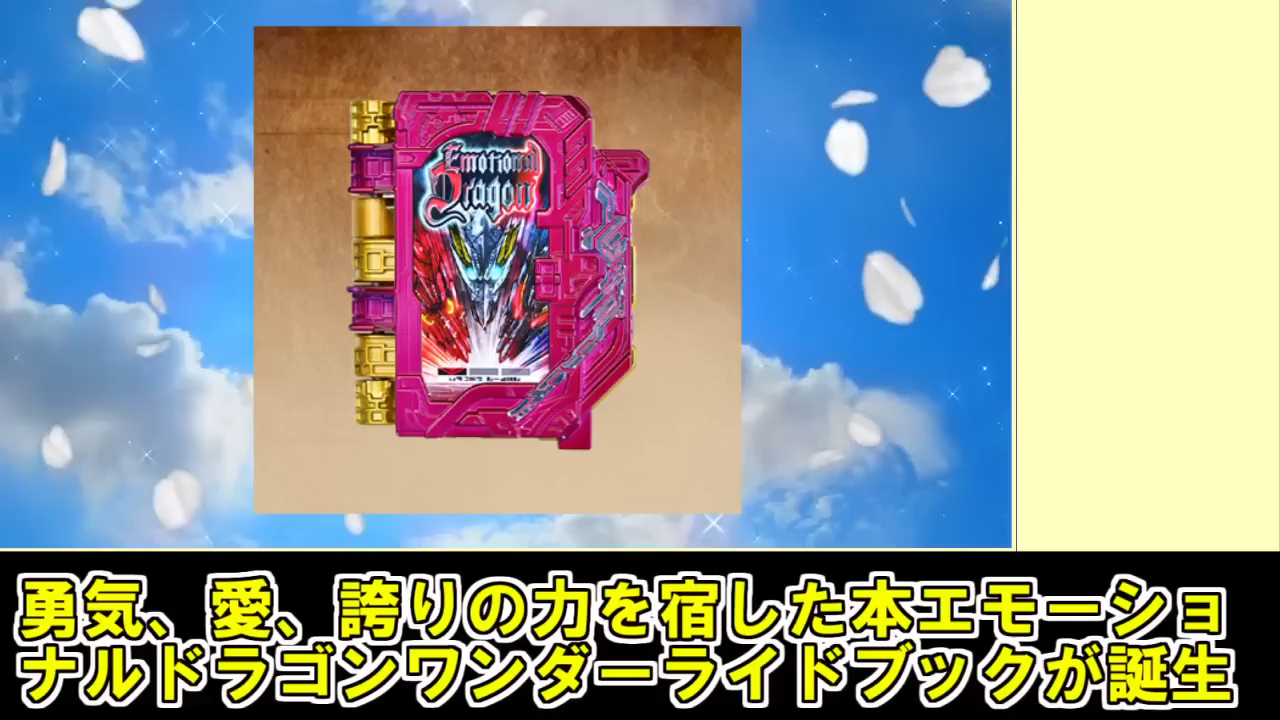 Emotional
Dragon
勇気、愛、誇りの力を宿した本エモーショ
ナルドラゴンワンダーライドブックが誕生